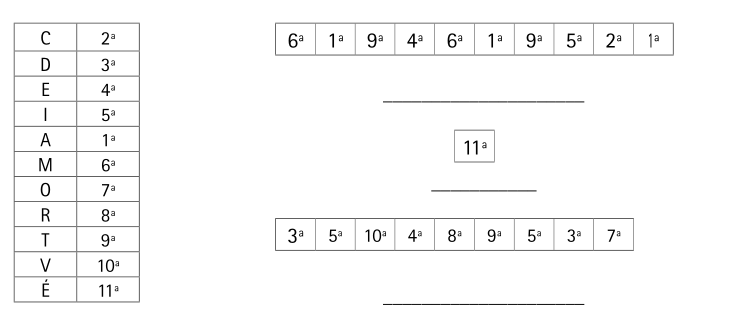 C 2ª
D 3ª
E 4ª
I 5ª
A 1ª
M 6ª
O 7ª
R 8ª
T 9ª
V 10ª
É 11ª
6ª 1ª 9ª 4ª 6ª 1ª 9ª 5ª 2ª 1ª
11ª
3ª 5ª 10ª 4ª 8ª 9ª 5ª 3ª 7ª